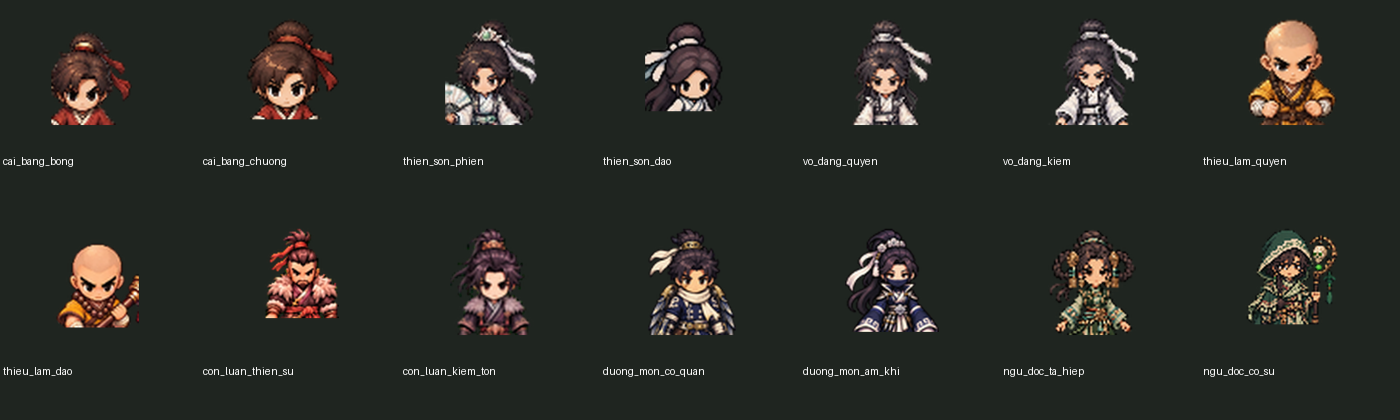 cai_bang_bong
cai_bang_chuong
thien_son_phien
thien_son_dao
vo_dang_quyen
vo_dang_kiem
thieu_lam_quyen
thieu_lam_dao
con_luan_thien_su
con_luan_kiem_ton
duong_mon_co_quan
duong_mon_am_khi
ngu_doc_ta_hiep
ngu_doc_co_su